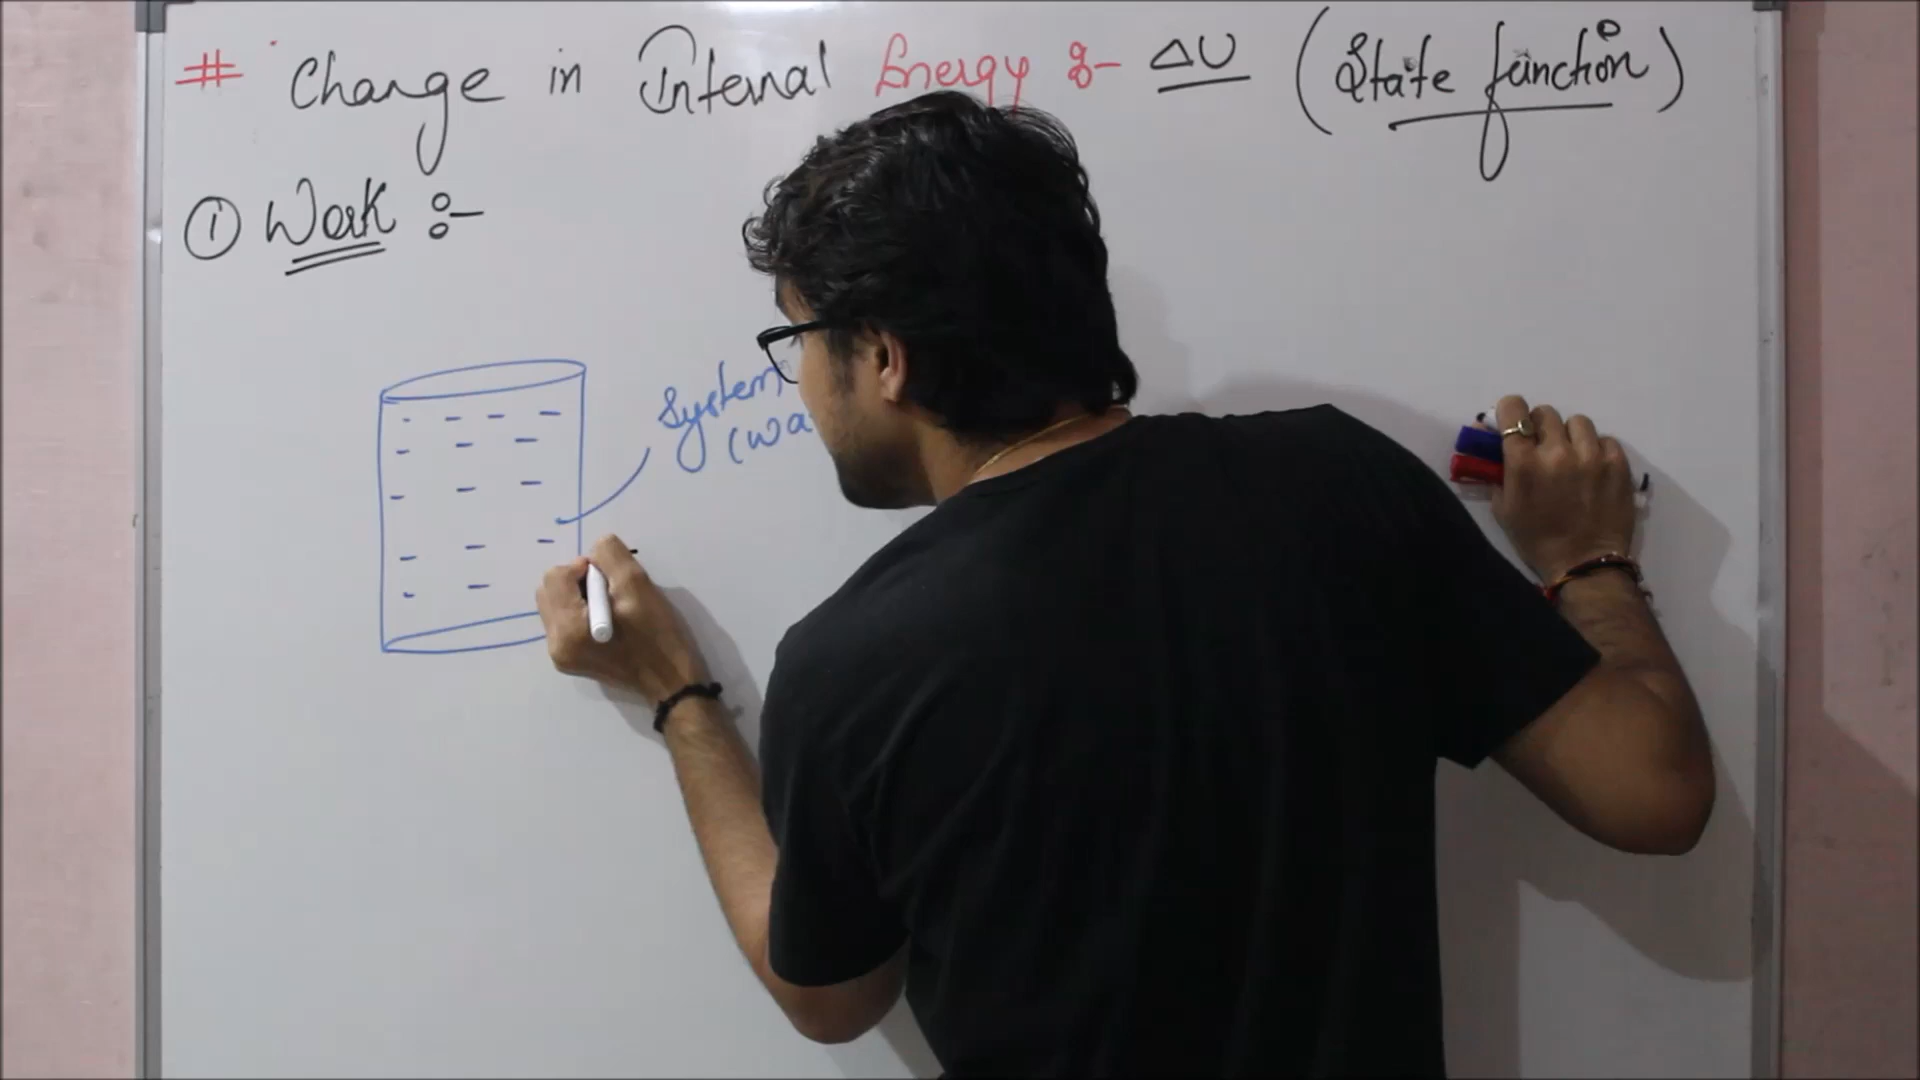 # Change in Internal Energy :- ΔU (State function)
① Work :-
System